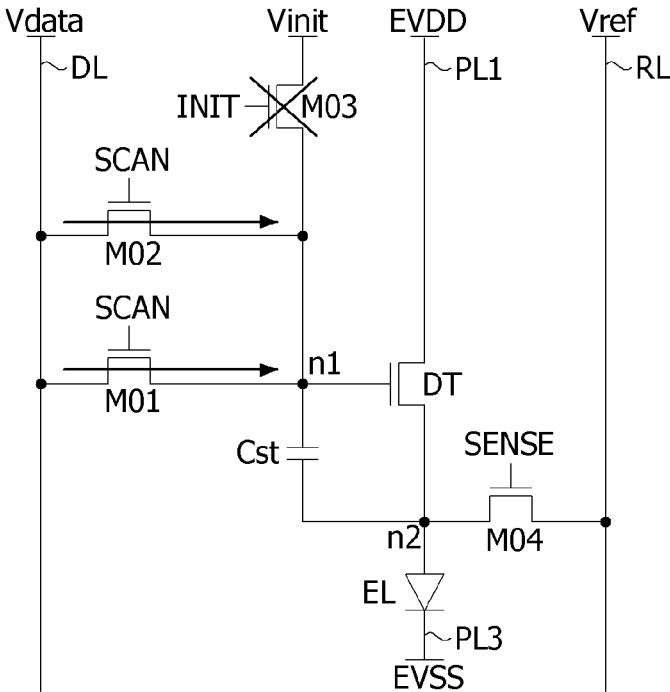 Vdata Vinit EVDD Vref
DL PL1 RL
INIT M03
SCAN
M02
SCAN
M01
n1
DT
Cst
SENSE
n2 M04
EL
PL3
EVSS